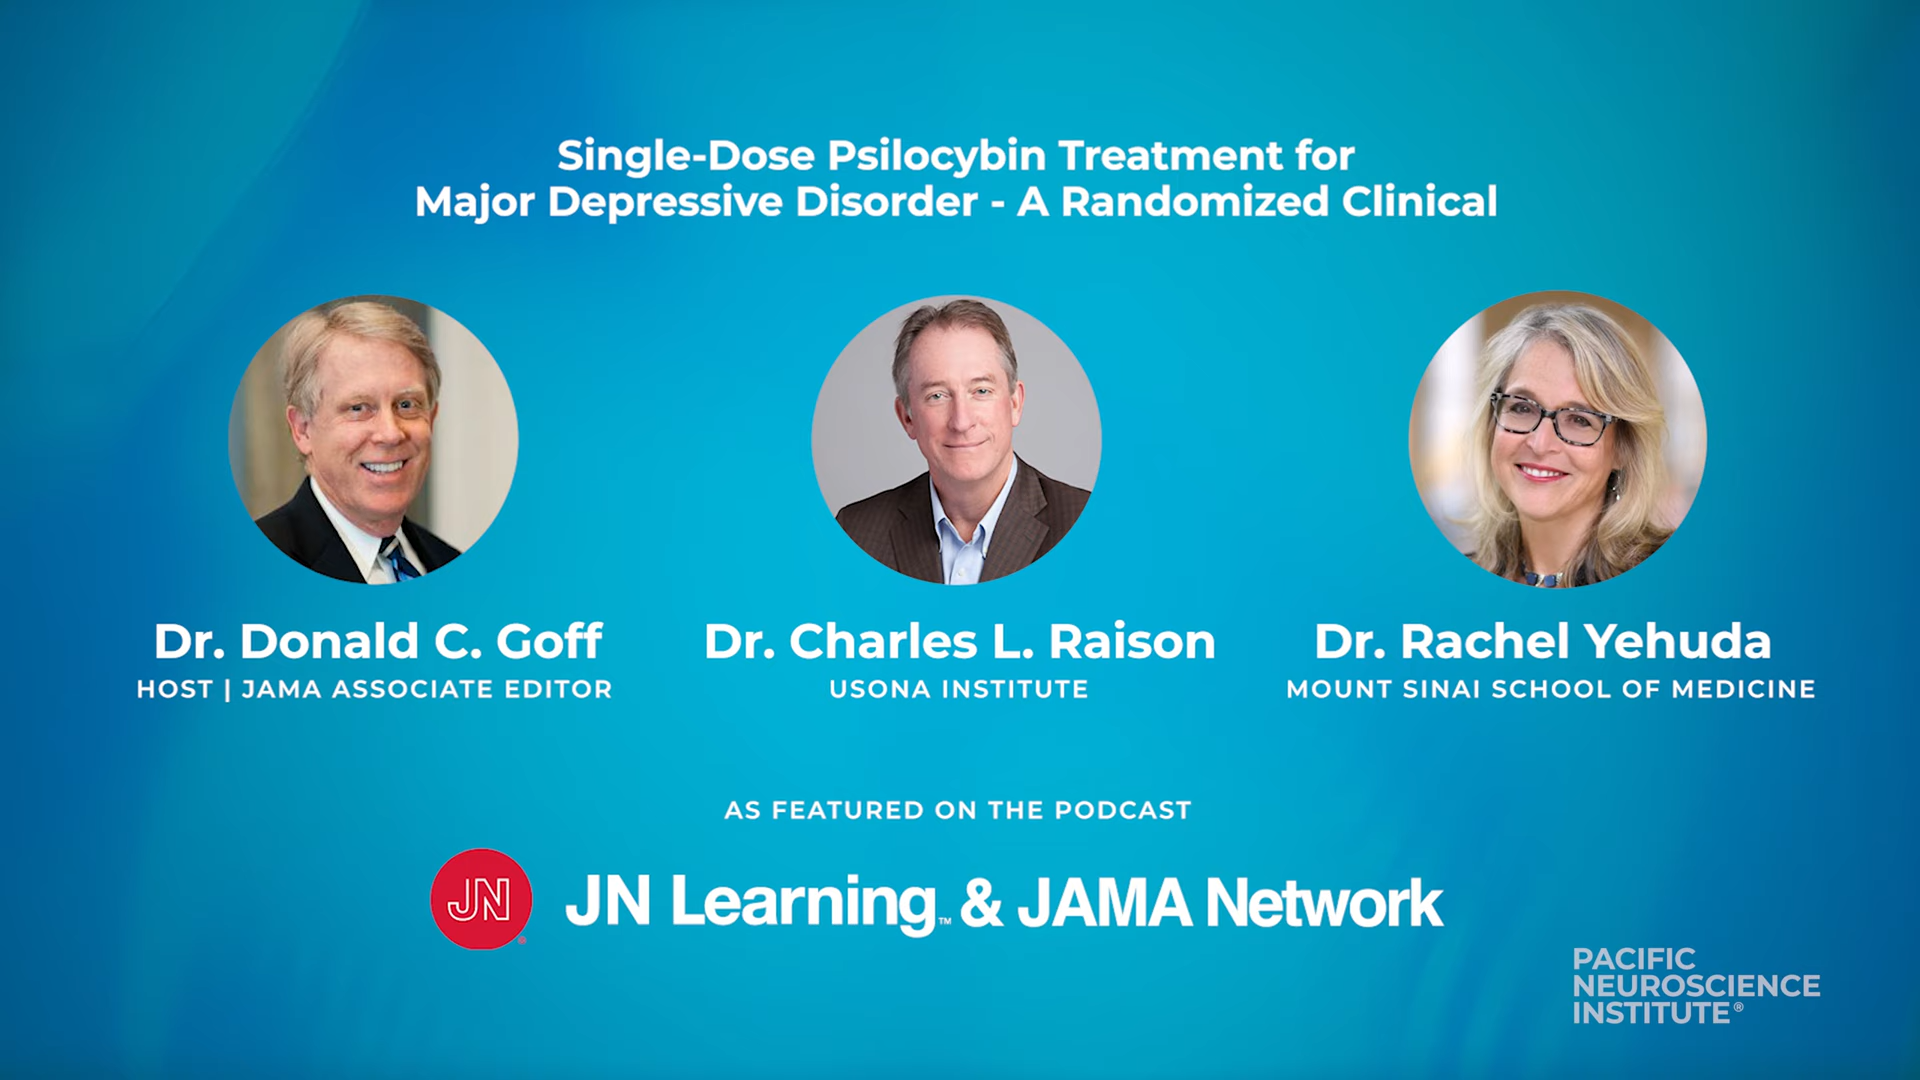 Single-Dose Psilocybin Treatment for
Major Depressive Disorder - A Randomized Clinical
Dr. Donald C. Goff
HOST | JAMA ASSOCIATE EDITOR
Dr. Charles L. Raison
USONA INSTITUTE
Dr. Rachel Yehuda
MOUNT SINAI SCHOOL OF MEDICINE
AS FEATURED ON THE PODCAST
JN ® JN Learning™ & JAMA Network
PACIFIC
NEUROSCIENCE
INSTITUTE®